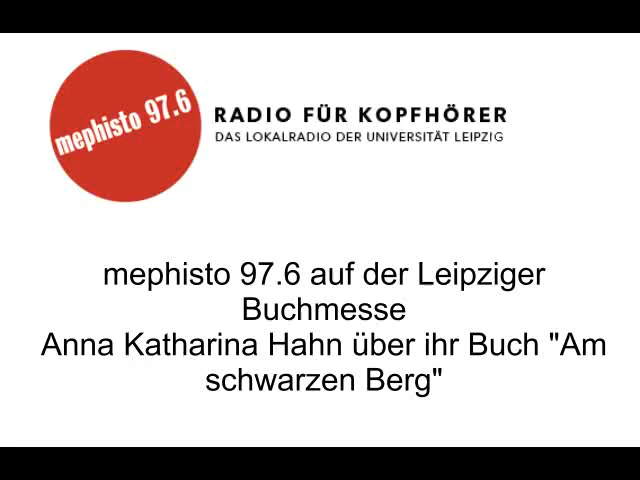 mephisto 97.6
RADIO FÜR KOPFHÖRER
DAS LOKALRADIO DER UNIVERSITÄT LEIPZIG
mephisto 97.6 auf der Leipziger
Buchmesse
Anna Katharina Hahn über ihr Buch "Am
schwarzen Berg"